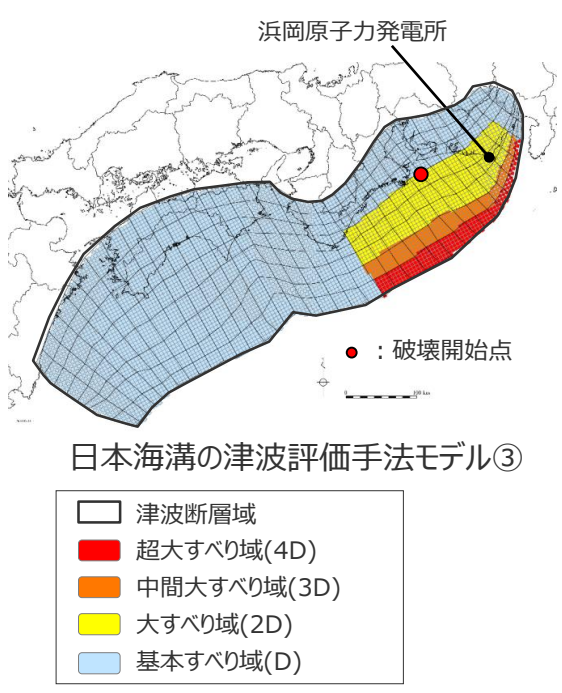 浜岡原子力発電所
：破壊開始点
0 100 km
日本海溝の津波評価手法モデル③
津波断層域
超大すべり域(4D)
中間大すべり域(3D)
大すべり域(2D)
基本すべり域(D)